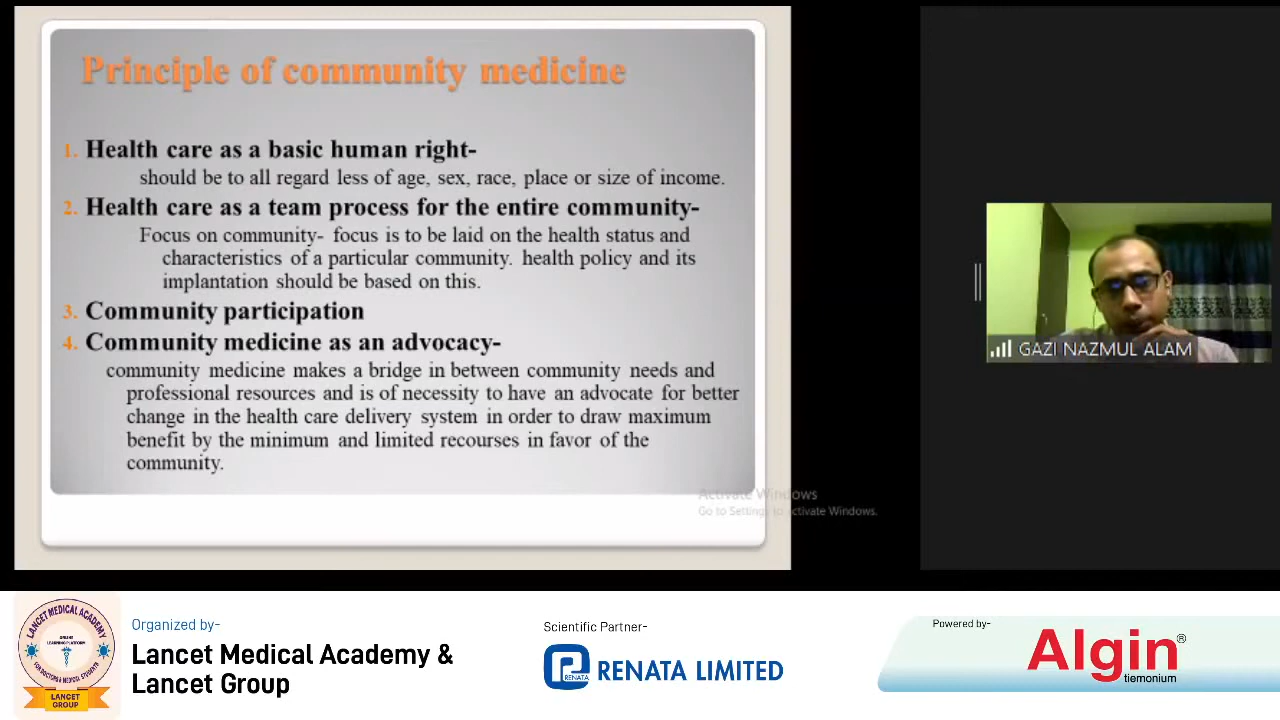 Principle of community medicine
1. Health care as a basic human right-
should be to all regard less of age, sex, race, place or size of income.
2. Health care as a team process for the entire community-
Focus on community- focus is to be laid on the health status and
characteristics of a particular community. health policy and its
implantation should be based on this.
3. Community participation
4. Community medicine as an advocacy-
community medicine makes a bridge in between community needs and
professional resources and is of necessity to have an advocate for better
change in the health care delivery system in order to draw maximum
benefit by the minimum and limited recourses in favor of the
community.
Activate Windows
Go to Settings to activate Windows.
GAZI NAZMUL ALAM
LANCET MEDICAL ACADEMY
ONLINE
LEARNING PLATFORM
FOR DOCTORS & MEDICAL STUDENTS
LANCET
GROUP
Organized by-
Lancet Medical Academy &
Lancet Group
Scientific Partner-
RENATA
RENATA LIMITED
Powered by-
Algin®
tiemonium